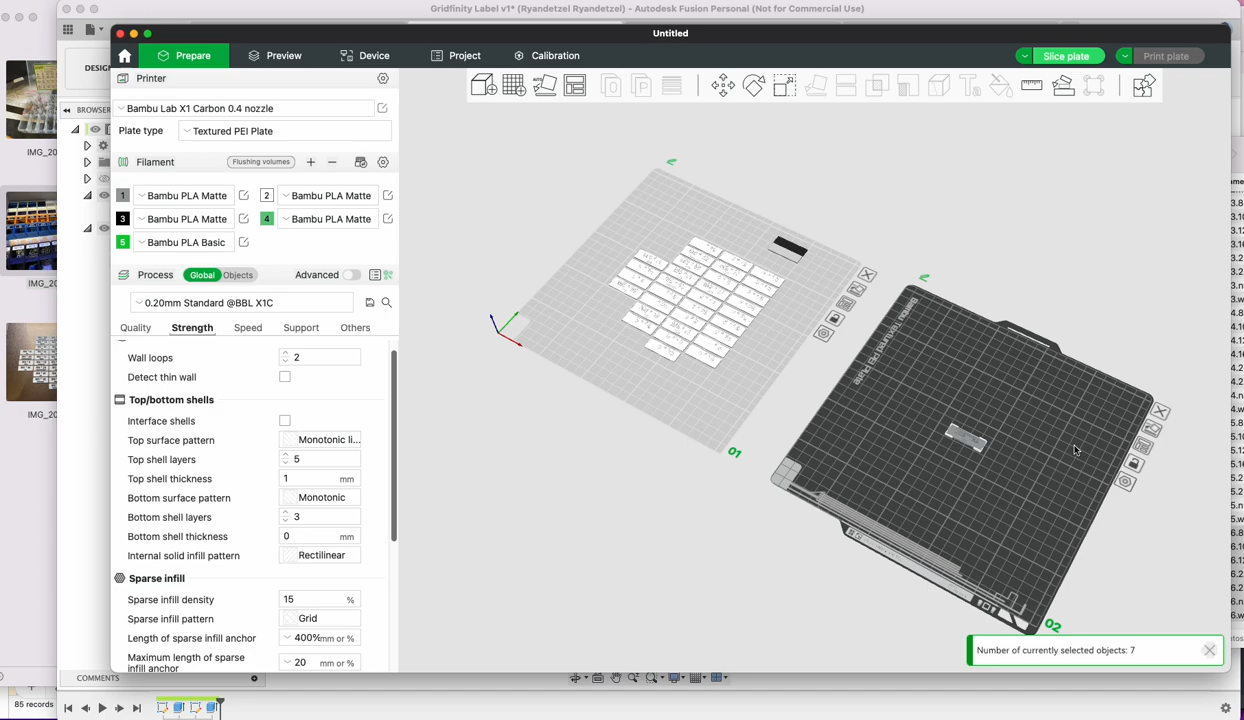 Gridfinity Label v1* (Ryandetzel Ryandetzel) - Autodesk Fusion Personal (Not for Commercial Use)
Untitled
Prepare
Preview
Device
Project
Calibration
Slice plate
Print plate
DESIGN
Printer
Bambu Lab X1 Carbon 0.4 nozzle
Plate type
Textured PEI Plate
BROWSER
Filament
Flushing volumes
1 Bambu PLA Matte
2 Bambu PLA Matte
3 Bambu PLA Matte
4 Bambu PLA Matte
5 Bambu PLA Basic
Process
Global
Objects
Advanced
0.20mm Standard @BBL X1C
Quality
Strength
Speed
Support
Others
Wall loops 2
Detect thin wall
Top/bottom shells
Interface shells
Top surface pattern Monotonic li...
Top shell layers 5
Top shell thickness 1 mm
Bottom surface pattern Monotonic
Bottom shell layers 3
Bottom shell thickness 0 mm
Internal solid infill pattern Rectilinear
Sparse infill
Sparse infill density 15 %
Sparse infill pattern Grid
Length of sparse infill anchor 400% mm or %
Maximum length of sparse
infill anchor 20 mm or %
01
02
Bambu Textured PEI Plate
Number of currently selected objects: 7
IMG_20
IMG_20
IMG_20
COMMENTS
85 records